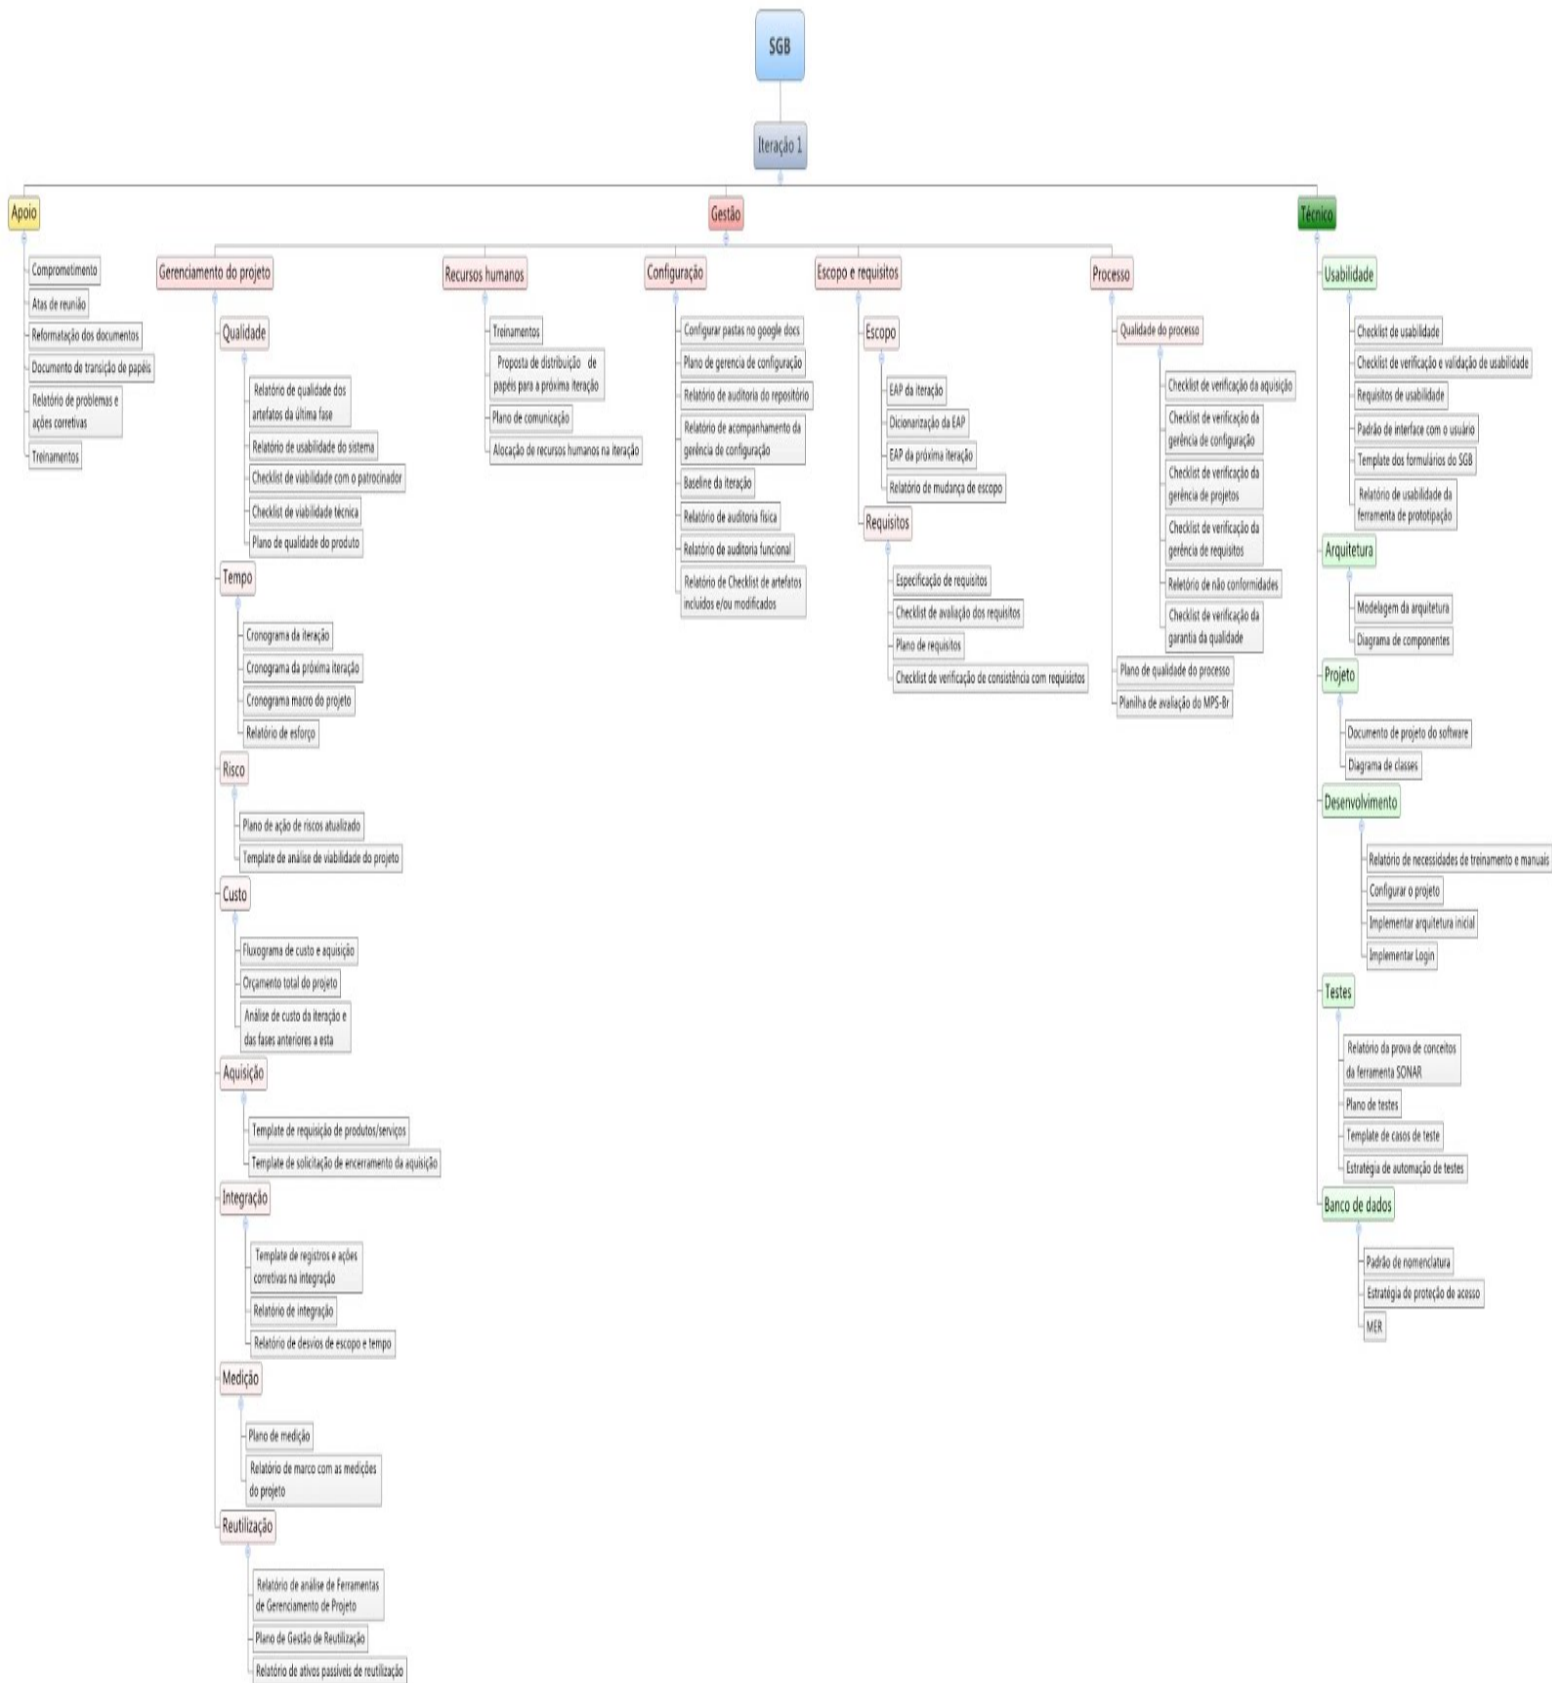 SGB
Iteração 1
Apoio
Comprometimento
Atas de reunião
Reformatação dos documentos
Documento de transição de papéis
Relatório de problemas e
ações corretivas
Treinamentos
Gestão
Gerenciamento do projeto
Qualidade
Relatório de qualidade dos
artefatos da última fase
Relatório de usabilidade do sistema
Checklist de viabilidade com o patrocinador
Checklist de viabilidade técnica
Plano de qualidade do produto
Tempo
Cronograma da iteração
Cronograma da próxima iteração
Cronograma macro do projeto
Relatório de esforço
Risco
Plano de ação de riscos atualizado
Template de análise de viabilidade do projeto
Custo
Fluxograma de custo e aquisição
Orçamento total do projeto
Análise de custo da iteração e
das fases anteriores a esta
Aquisição
Template de requisição de produtos/serviços
Template de solicitação de encerramento da aquisição
Integração
Template de registros e ações
corretivas na integração
Relatório de integração
Relatório de desvios de escopo e tempo
Medição
Plano de medição
Relatório de marco com as medições
do projeto
Reutilização
Relatório de análise de Ferramentas
de Gerenciamento de Projeto
Plano de Gestão de Reutilização
Relatório de ativos passíveis de reutilização
Recursos humanos
Treinamentos
Proposta de distribuição de
papéis para a próxima iteração
Plano de comunicação
Alocação de recursos humanos na iteração
Configuração
Configurar pastas no google docs
Plano de gerencia de configuração
Relatório de auditoria do repositório
Relatório de acompanhamento da
gerência de configuração
Baseline da iteração
Relatório de auditoria física
Relatório de auditoria funcional
Relatório de Checklist de artefatos
incluídos e/ou modificados
Escopo e requisitos
Escopo
EAP da iteração
Dicionarização da EAP
EAP da próxima iteração
Relatório de mudança de escopo
Requisitos
Especificação de requisitos
Checklist de avaliação dos requisitos
Plano de requisitos
Checklist de verificação de consistência com requisistos
Processo
Qualidade do processo
Checklist de verificação da aquisição
Checklist de verificação da
gerência de configuração
Checklist de verificação da
gerência de projetos
Checklist de verificação da
gerência de requisitos
Reletório de não conformidades
Checklist de verificação da
garantia da qualidade
Plano de qualidade do processo
Planilha de avaliação do MPS-Br
Técnico
Usabilidade
Checklist de usabilidade
Checklist de verificação e validação de usabilidade
Requisitos de usabilidade
Padrão de interface com o usuário
Template dos formulários do SGB
Relatório de usabilidade da
ferramenta de prototipação
Arquitetura
Modelagem da arquitetura
Diagrama de componentes
Projeto
Documento de projeto do software
Diagrama de classes
Desenvolvimento
Relatório de necessidades de treinamento e manuais
Configurar o projeto
Implementar arquitetura inicial
Implementar Login
Testes
Relatório da prova de conceitos
da ferramenta SONAR
Plano de testes
Template de casos de teste
Estratégia de automação de testes
Banco de dados
Padrão de nomenclatura
Estratégia de proteção de acesso
MER